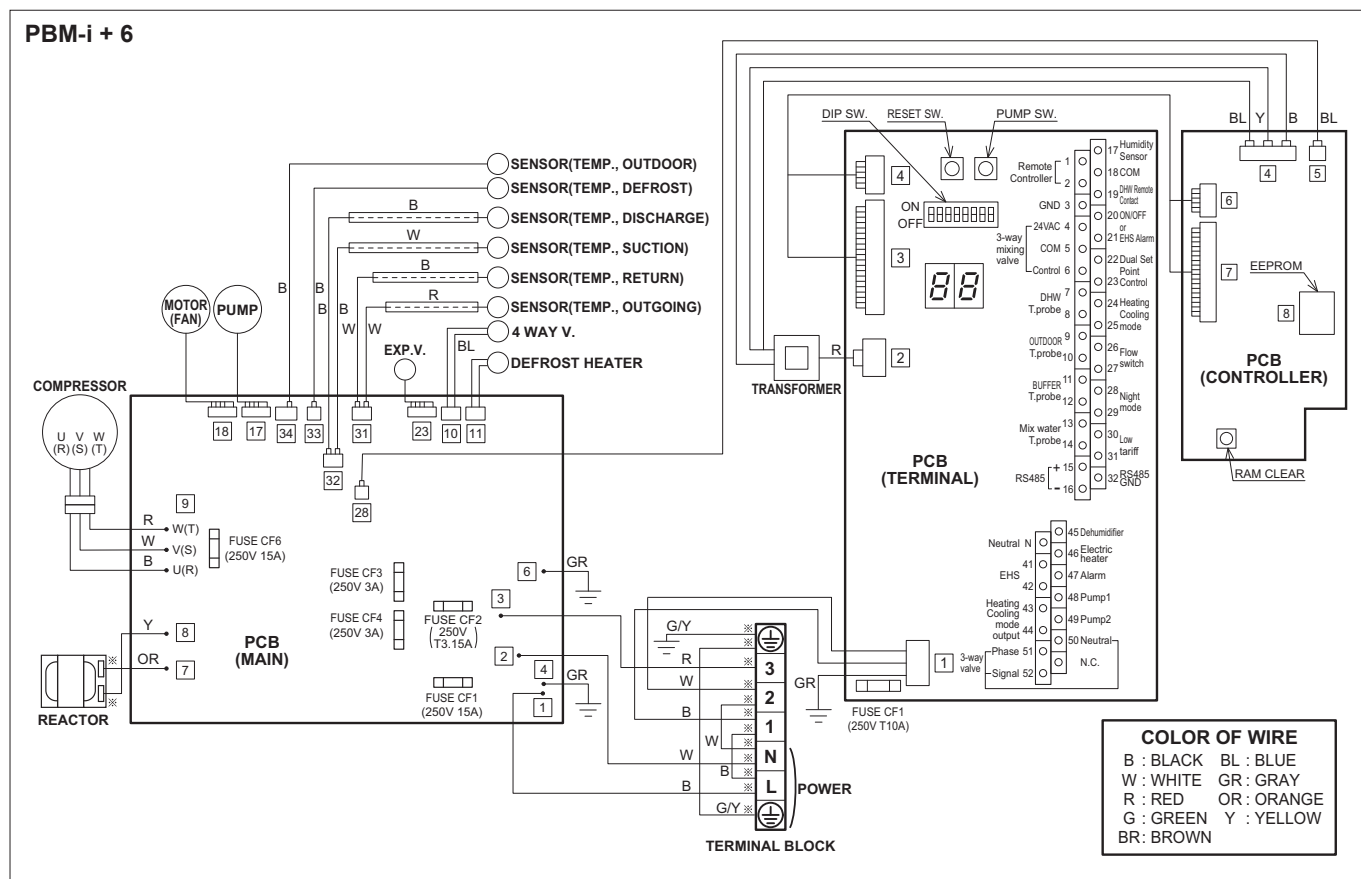 PBM-i + 6
DIP SW.
RESET SW.
PUMP SW.
BL Y B BL
4 5
SENSOR(TEMP., OUTDOOR)
SENSOR(TEMP., DEFROST)
B
SENSOR(TEMP., DISCHARGE)
W
SENSOR(TEMP., SUCTION)
B
SENSOR(TEMP., RETURN)
R
SENSOR(TEMP., OUTGOING)
4 WAY V.
DEFROST HEATER
MOTOR
(FAN)
PUMP
B B B B W W BL
EXP.V.
COMPRESSOR
U V W
(R) (S) (T)
18 17 34 33 31 23 10 11
32
28
9
R W(T)
W V(S)
B U(R)
FUSE CF6
(250V 15A)
FUSE CF3
(250V 3A)
FUSE CF4
(250V 3A)
FUSE CF2
250V
T3.15A
FUSE CF1
(250V 15A)
6 GR
3
2
4 GR
1
Y 8
OR 7
※
※
REACTOR
PCB
(MAIN)
TRANSFORMER
R
2
4
3
ON
OFF
88
Remote
Controller
1
2
GND 3
24VAC 4
3-way
mixing
valve
COM 5
Control 6
DHW
T.probe
7
8
OUTDOOR
T.probe
9
10
BUFFER
T.probe
11
12
Mix water
T.probe
13
14
RS485
+ 15
- 16
17 Humidity
Sensor
18 COM
19 DHW Remote
Contact
20 ON/OFF
or
21 EHS Alarm
22 Dual Set
Point
23 Control
24 Heating
Cooling
25 mode
26 Flow
switch
27
28 Night
mode
29
30 Low
tariff
31
32 RS485
GND
PCB
(TERMINAL)
Neutral N
EHS
41
42
Heating
Cooling
mode
output
43
44
3-way
valve
Phase 51
Signal 52
45 Dehumidifier
46 Electric
heater
47 Alarm
48 Pump1
49 Pump2
50 Neutral
N.C.
1
GR
FUSE CF1
(250V T10A)
6
7
EEPROM
8
PCB
(CONTROLLER)
RAM CLEAR
G/Y ※
※
R ※ 3
W ※ 2
※
B ※ 1
※
W
W ※ N
B ※
B ※ L
G/Y ※
POWER
TERMINAL BLOCK
COLOR OF WIRE
B : BLACK BL : BLUE
W : WHITE GR : GRAY
R : RED OR : ORANGE
G : GREEN Y : YELLOW
BR : BROWN